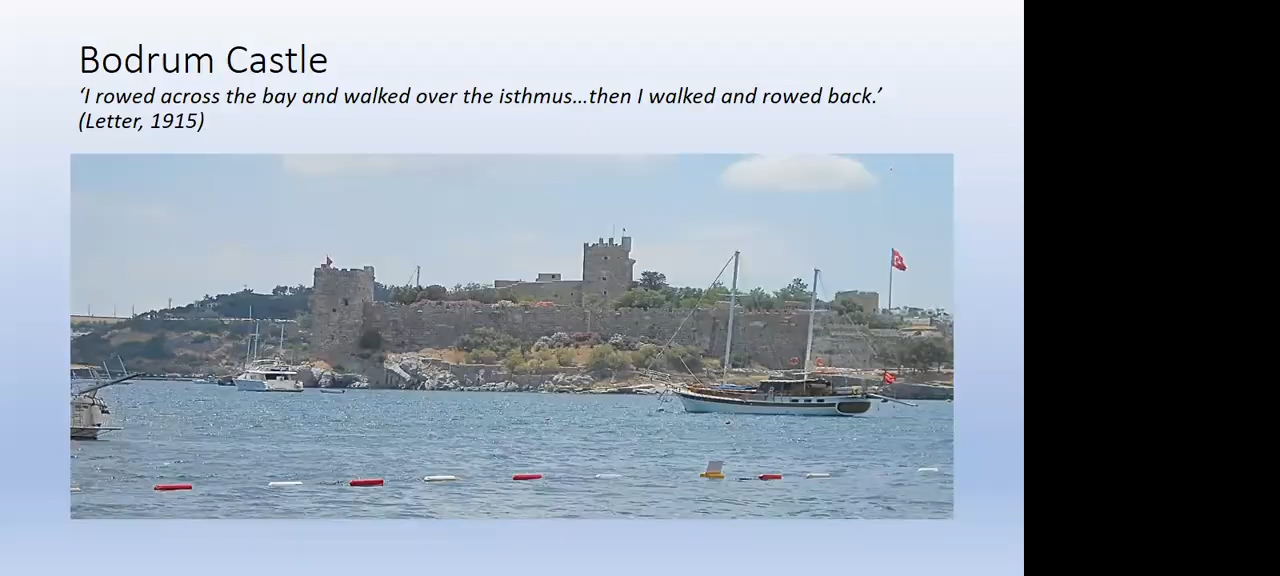 Bodrum Castle
‘I rowed across the bay and walked over the isthmus…then I walked and rowed back.’
(Letter, 1915)